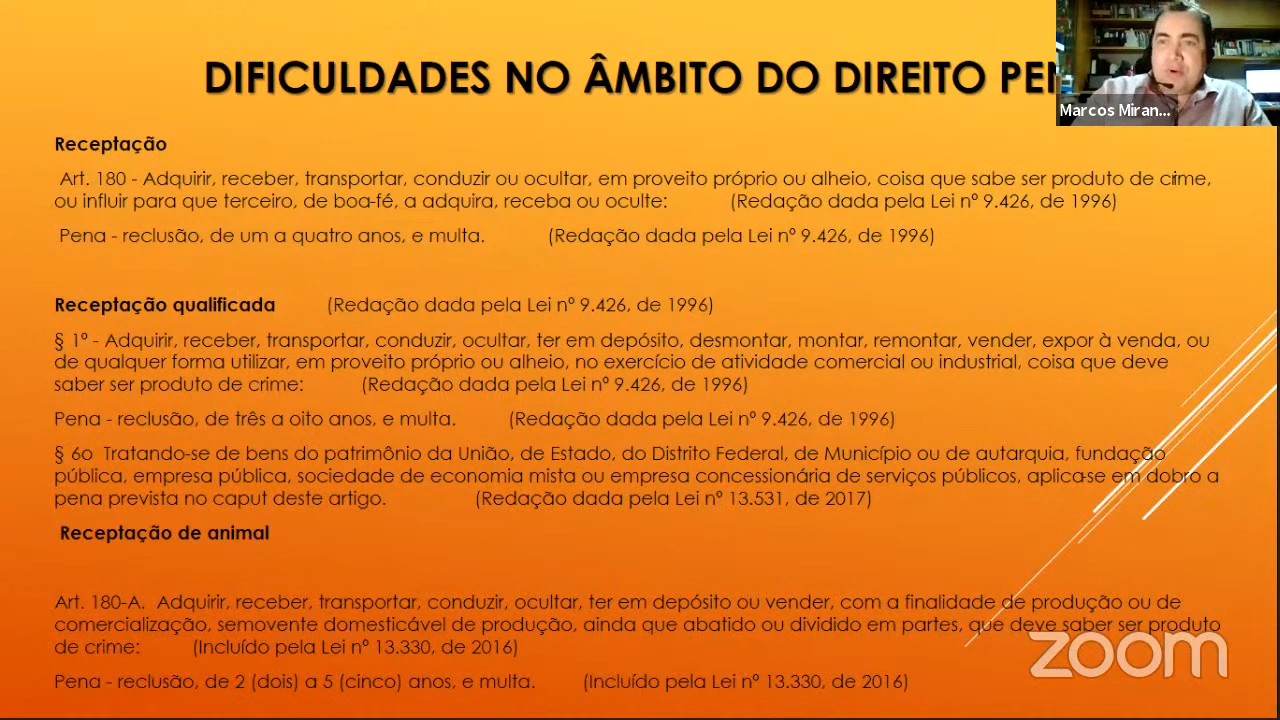 DIFICULDADES NO ÂMBITO DO DIREITO PEN
Marcos Miran...
Receptação
Art. 180 - Adquirir, receber, transportar, conduzir ou ocultar, em proveito próprio ou alheio, coisa que sabe ser produto de crime,
ou influir para que terceiro, de boa-fé, a adquira, receba ou oculte: (Redação dada pela Lei nº 9.426, de 1996)
Pena - reclusão, de um a quatro anos, e multa. (Redação dada pela Lei nº 9.426, de 1996)
Receptação qualificada (Redação dada pela Lei nº 9.426, de 1996)
§ 1º - Adquirir, receber, transportar, conduzir, ocultar, ter em depósito, desmontar, montar, remontar, vender, expor à venda, ou
de qualquer forma utilizar, em proveito próprio ou alheio, no exercício de atividade comercial ou industrial, coisa que deve
saber ser produto de crime: (Redação dada pela Lei nº 9.426, de 1996)
Pena - reclusão, de três a oito anos, e multa. (Redação dada pela Lei nº 9.426, de 1996)
§ 6o Tratando-se de bens do patrimônio da União, de Estado, do Distrito Federal, de Município ou de autarquia, fundação
pública, empresa pública, sociedade de economia mista ou empresa concessionária de serviços públicos, aplica-se em dobro a
pena prevista no caput deste artigo. (Redação dada pela Lei nº 13.531, de 2017)
Receptação de animal
Art. 180-A. Adquirir, receber, transportar, conduzir, ocultar, ter em depósito ou vender, com a finalidade de produção ou de
comercialização, semovente domesticável de produção, ainda que abatido ou dividido em partes, que deve saber ser produto
de crime: (Incluído pela Lei nº 13.330, de 2016)
Pena - reclusão, de 2 (dois) a 5 (cinco) anos, e multa. (Incluído pela Lei nº 13.330, de 2016)
zoom